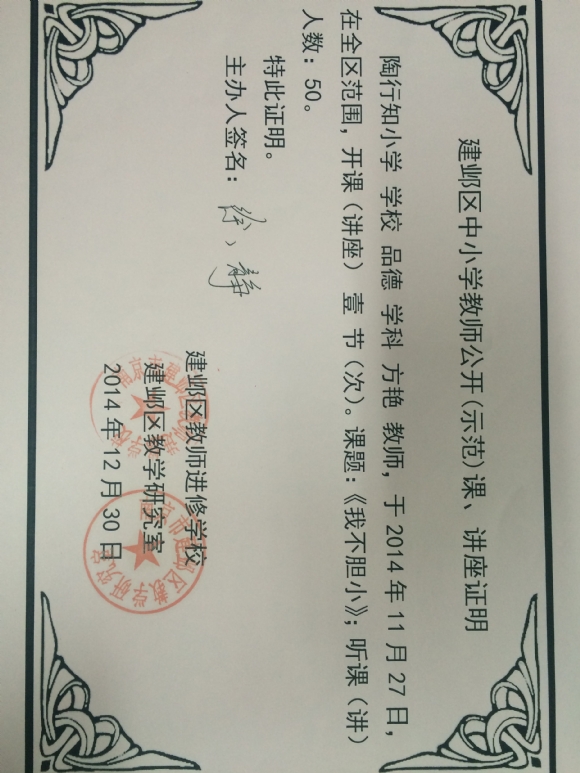 建邺区中小学教师公开(示范)课、讲座证明
陶行知小学 学校 品德 学科 方艳 教师，于 2014 年 11 月 27 日，
在全区范围，开课（讲座） 壹 节（次）。课题：《我不胆小》；听课（讲）
人数：50。
特此证明。
主办人签名：
建邺区教师进修学校
建邺区教学研究室
2014 年 12 月 30 日